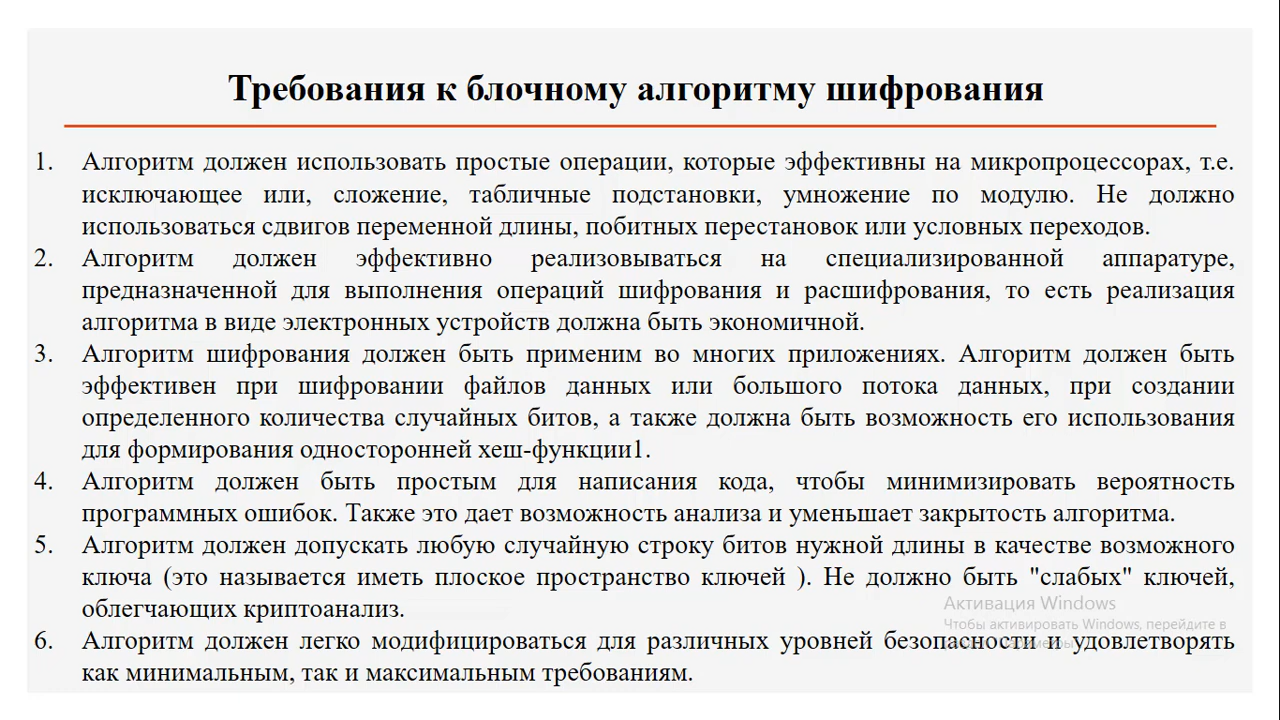 Требования к блочному алгоритму шифрования
1. Алгоритм должен использовать простые операции, которые эффективны на микропроцессорах, т.е.
исключающее или, сложение, табличные подстановки, умножение по модулю. Не должно
использоваться сдвигов переменной длины, побитных перестановок или условных переходов.
2. Алгоритм должен эффективно реализовываться на специализированной аппаратуре,
предназначенной для выполнения операций шифрования и расшифрования, то есть реализация
алгоритма в виде электронных устройств должна быть экономичной.
3. Алгоритм шифрования должен быть применим во многих приложениях. Алгоритм должен быть
эффективен при шифровании файлов данных или большого потока данных, при создании
определенного количества случайных битов, а также должна быть возможность его использования
для формирования односторонней хеш-функции1.
4. Алгоритм должен быть простым для написания кода, чтобы минимизировать вероятность
программных ошибок. Также это дает возможность анализа и уменьшает закрытость алгоритма.
5. Алгоритм должен допускать любую случайную строку битов нужной длины в качестве возможного
ключа (это называется иметь плоское пространство ключей ). Не должно быть "слабых" ключей,
облегчающих криптоанализ.
Активация Windows
Чтобы активировать Windows, перейдите в
6. Алгоритм должен легко модифицироваться для различных уровней безопасности и удовлетворять
как минимальным, так и максимальным требованиям.